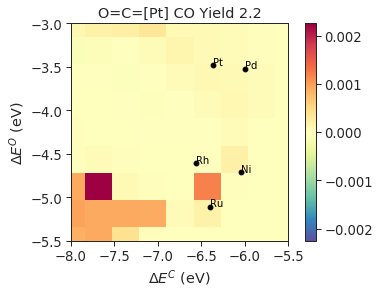 O=C=[Pt] CO Yield 2.2
−3.0
−3.5
−4.0
−4.5
−5.0
−5.5
ΔE^O (eV)
Pt
Pd
Rh
Ni
Ru
−8.0 −7.5 −7.0 −6.5 −6.0 −5.5
ΔE^C (eV)
0.002
0.001
0.000
−0.001
−0.002